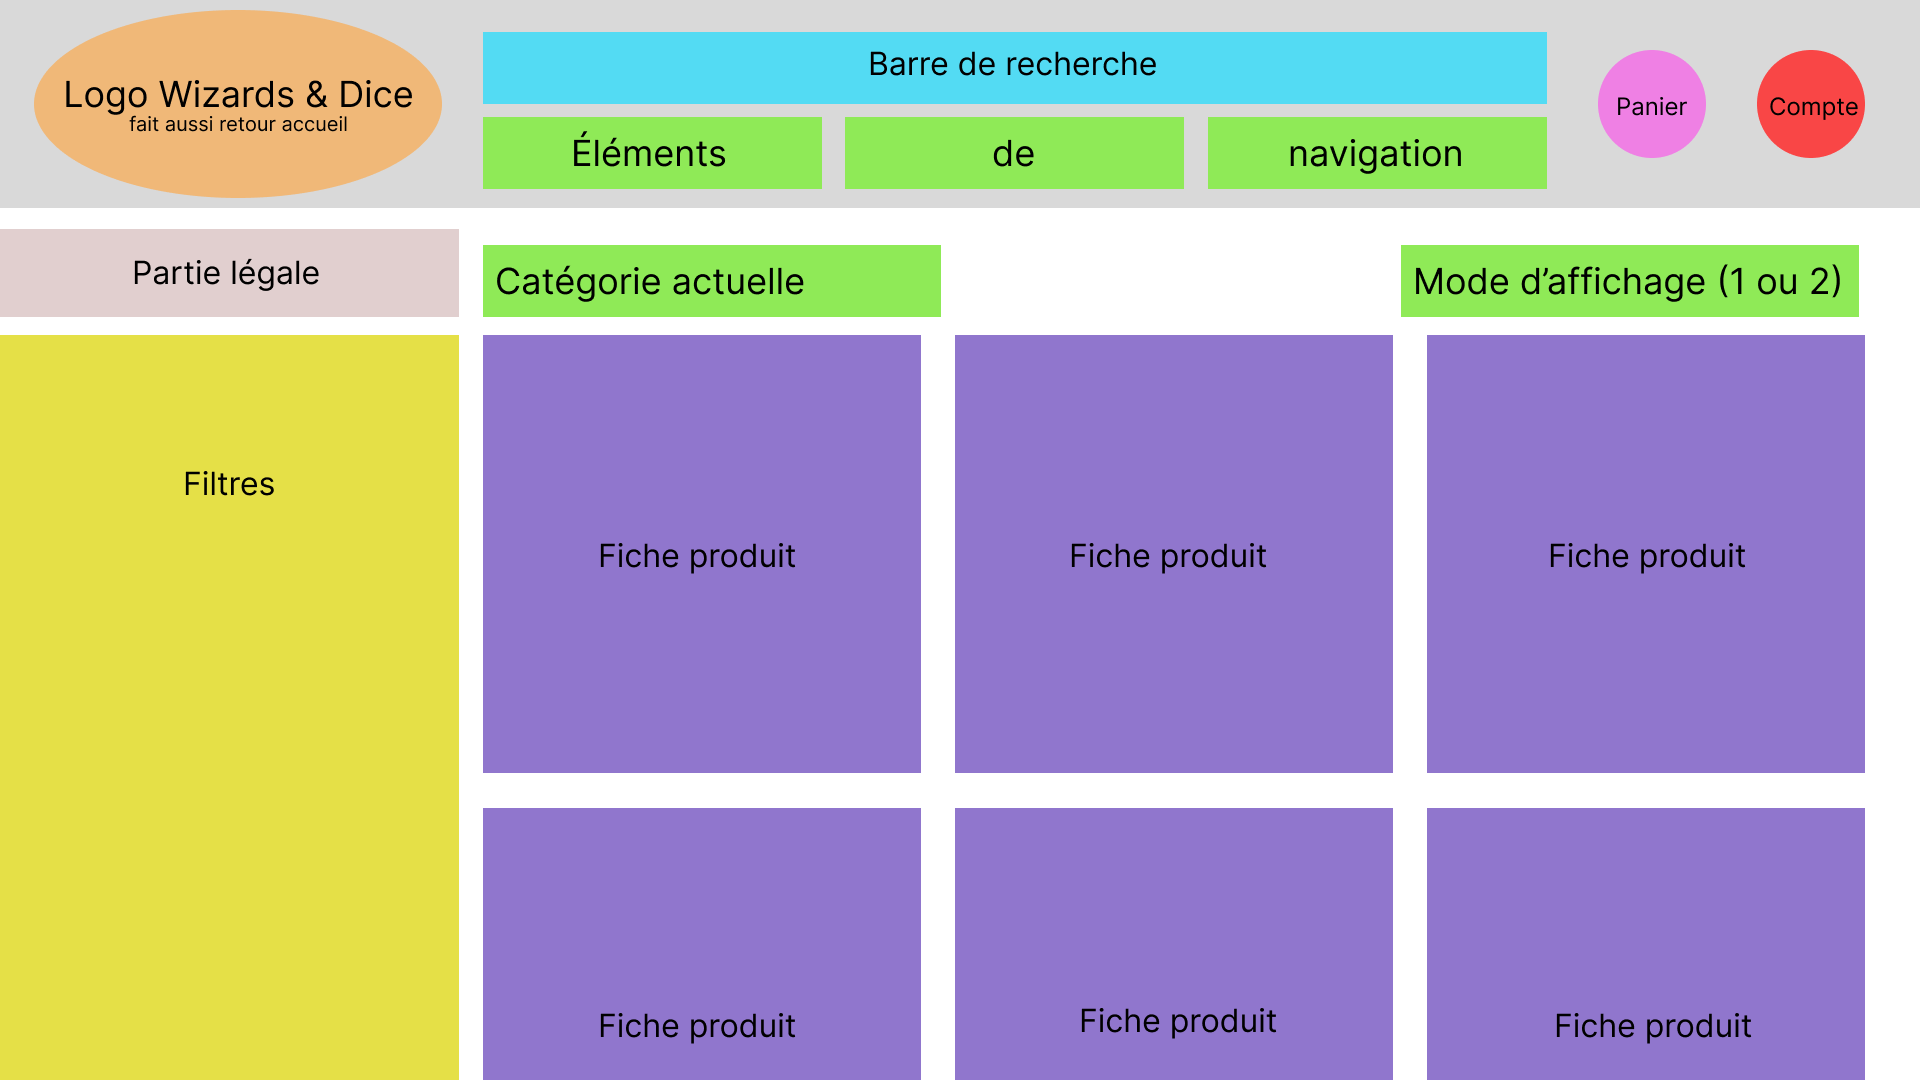 Logo Wizards & Dice
fait aussi retour accueil
Barre de recherche
Panier
Compte
Éléments
de
navigation
Partie légale
Catégorie actuelle
Mode d’affichage (1 ou 2)
Filtres
Fiche produit
Fiche produit
Fiche produit
Fiche produit
Fiche produit
Fiche produit